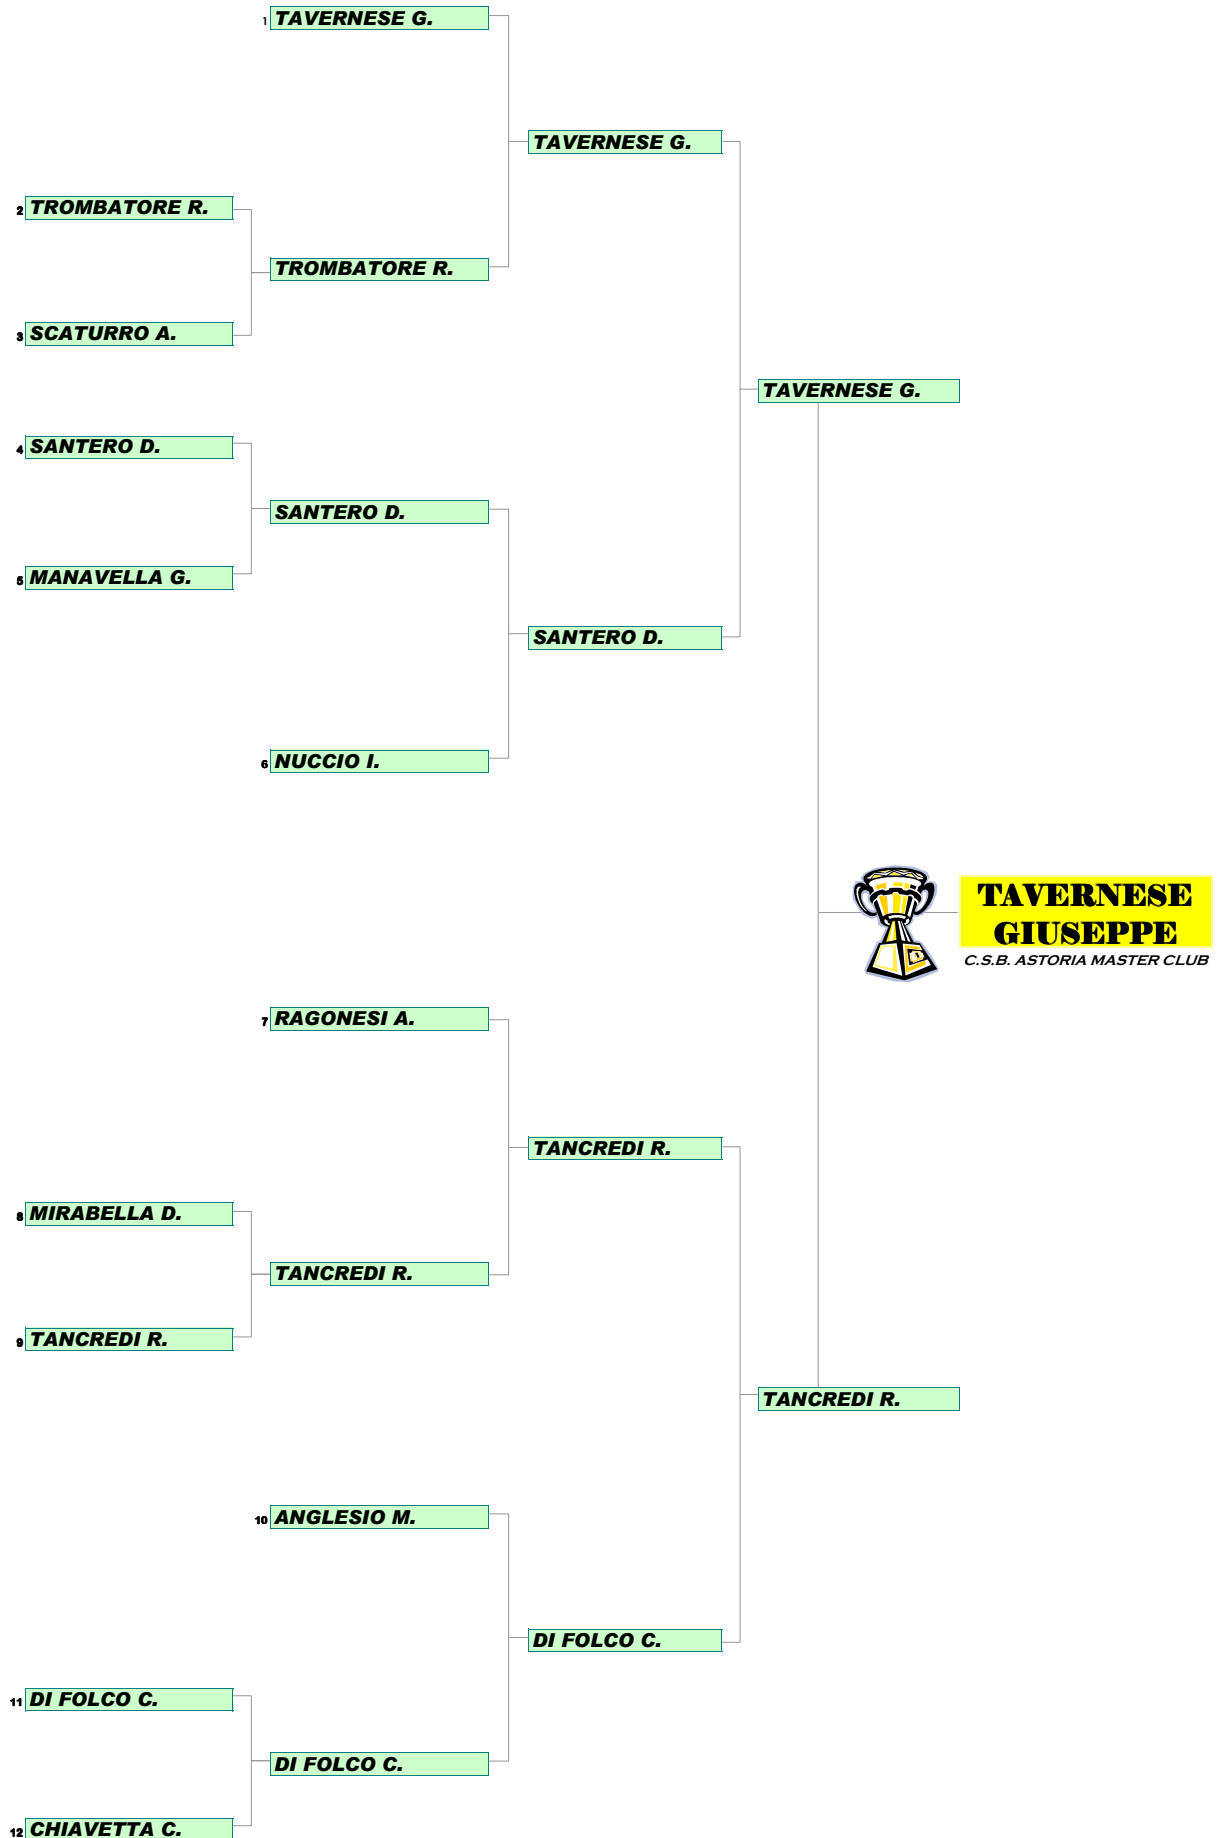 1 TAVERNESE G.
TAVERNESE G.
2 TROMBATORE R.
TROMBATORE R.
3 SCATURRO A.
TAVERNESE G.
4 SANTERO D.
SANTERO D.
5 MANAVELLA G.
SANTERO D.
6 NUCCIO I.
TAVERNESE
GIUSEPPE
C.S.B. ASTORIA MASTER CLUB
7 RAGONESI A.
TANCREDI R.
8 MIRABELLA D.
TANCREDI R.
9 TANCREDI R.
TANCREDI R.
10 ANGLESIO M.
DI FOLCO C.
11 DI FOLCO C.
DI FOLCO C.
12 CHIAVETTA C.